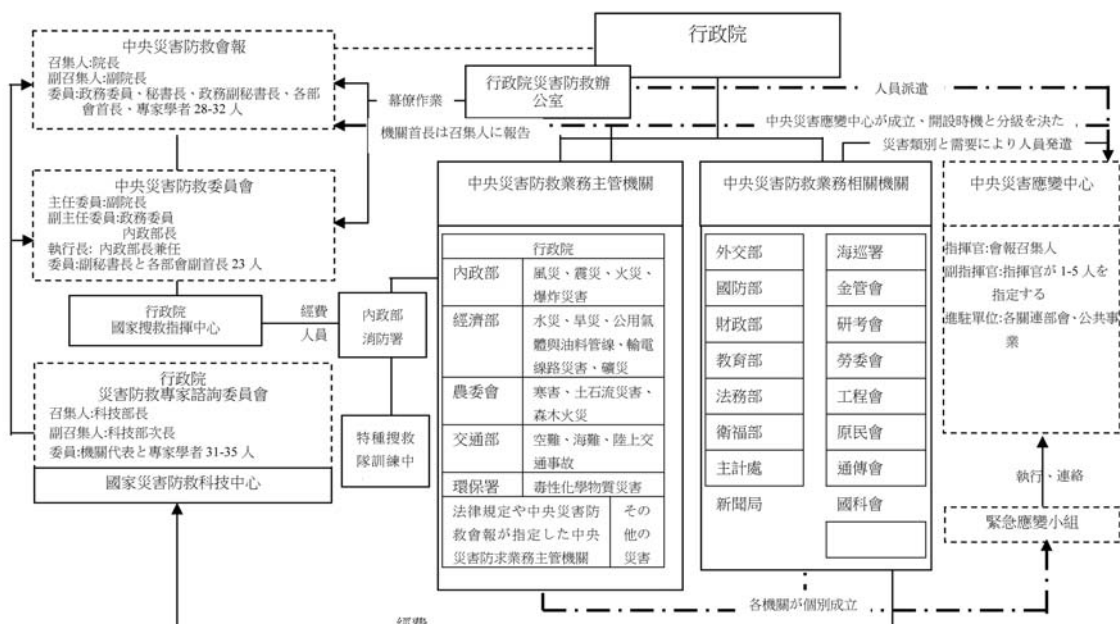 行政院
中央災害防救會報
召集人:院長
副召集人:副院長
委員:政務委員、秘書長、政務副秘書長、各部
會首長、專家學者 28-32 人
行政院災害防救辦
公室
幕僚作業
人員派遣
機關首長は召集人に報告
中央災害應變中心が成立、開設時機と分級を決た
災害類別と需要により人員発遣
中央災害防救委員會
主任委員:副院長
副主任委員:政務委員
內政部長
執行長: 內政部長兼任
委員:副秘書長と各部會副首長 23 人
行政院
國家搜救指揮中心
經費
人員
內政部
消防署
特種搜救
隊訓練中
行政院
災害防救專家諮詢委員會
召集人:科技部長
副召集人:科技部次長
委員:機關代表と專家學者 31-35 人
國家災害防救科技中心
中央災害防救業務主管機關
行政院
內政部
風災、震災、火災、
爆炸災害
經濟部
水災、旱災、公用氣
體與油料管線、輸電
線路災害、礦災
農委會
寒害、土石流災害、
森木火災
交通部
空難、海難、陸上交
通事故
環保署
毒性化學物質災害
法律規定や中央災害防
救會報が指定した中央
災害防求業務主管機關
その
他の
災害
中央災害防救業務相關機關
外交部
海巡署
國防部
金管會
財政部
研考會
教育部
勞委會
法務部
工程會
衛福部
原民會
主計處
通傳會
新聞局
國科會
中央災害應變中心
指揮官:會報召集人
副指揮官:指揮官が 1-5 人を
指定する
進駐單位:各關連部會、公共事
業
執行、連絡
緊急應變小組
各機關が個別成立
經費